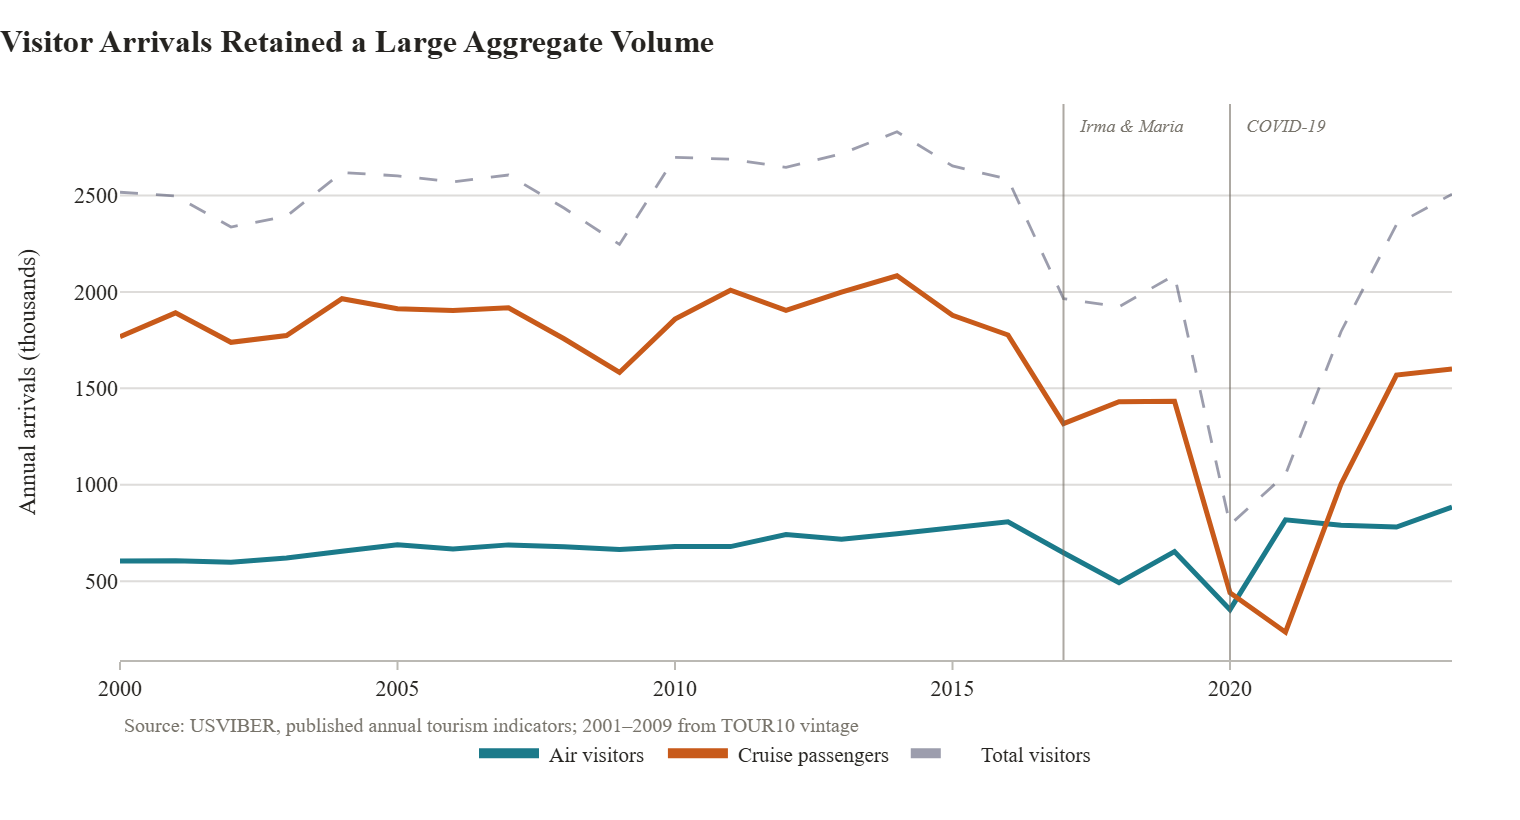 Visitor Arrivals Retained a Large Aggregate Volume
Irma & Maria
COVID-19
Annual arrivals (thousands)
2500
2000
1500
1000
500
2000
2005
2010
2015
2020
Source: USVIBER, published annual tourism indicators; 2001–2009 from TOUR10 vintage
Air visitors
Cruise passengers
Total visitors